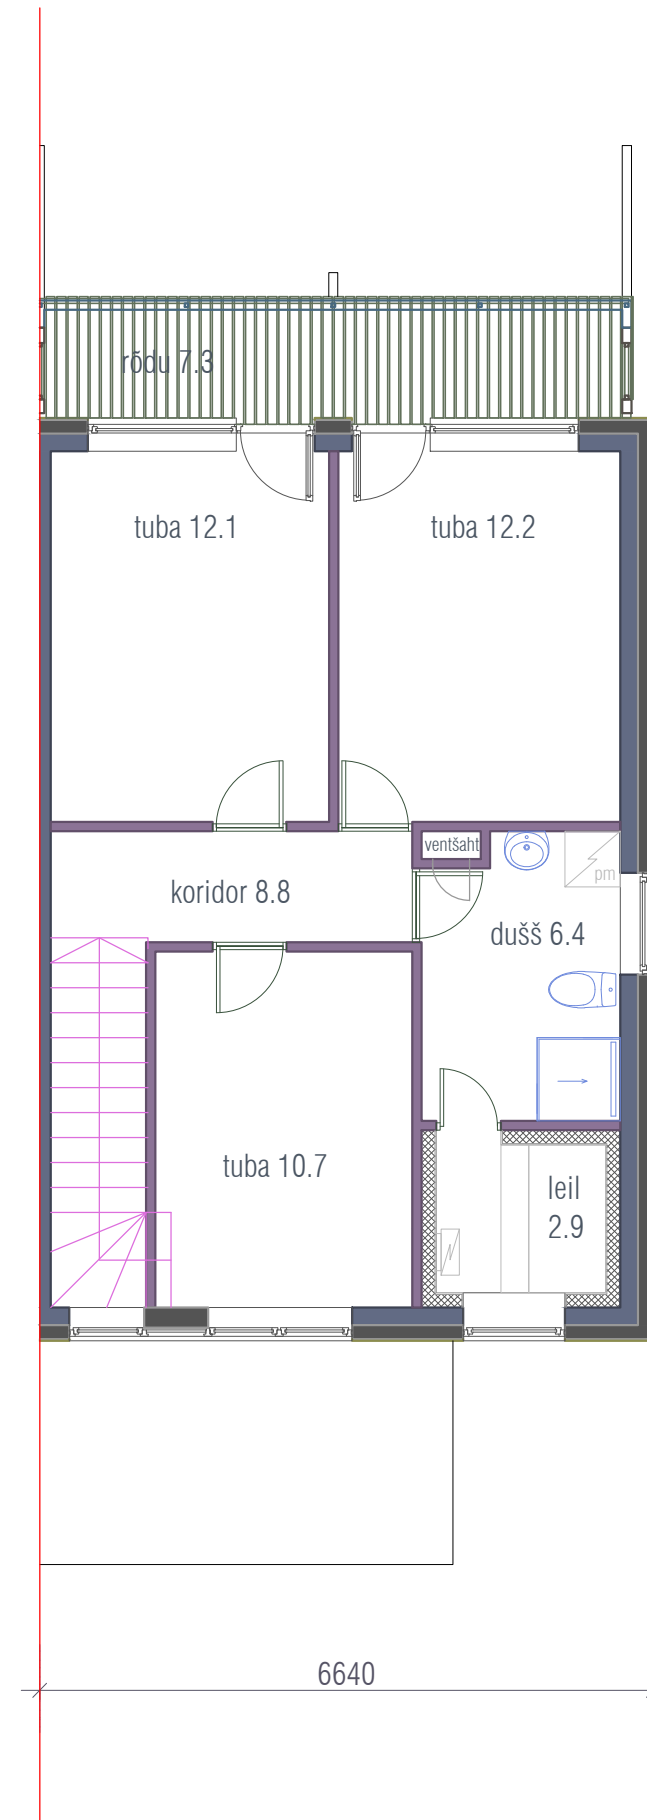 rõdu 7.3
tuba 12.1
tuba 12.2
ventšaht
pm
koridor 8.8
dušš 6.4
tuba 10.7
leil
2.9
6640